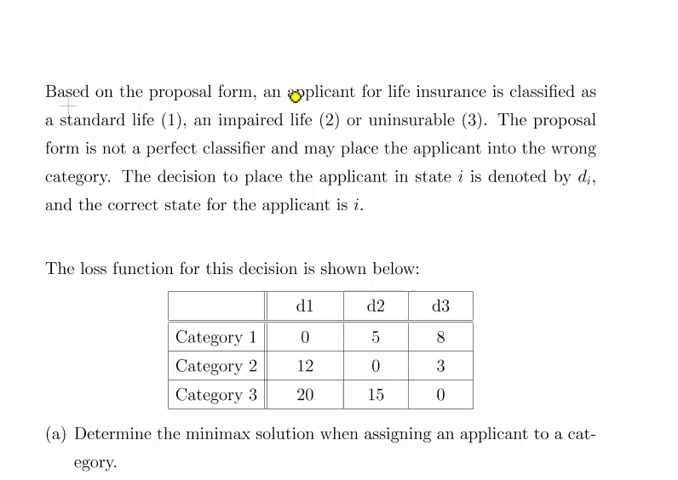 Based on the proposal form, an applicant for life insurance is classified as
a standard life (1), an impaired life (2) or uninsurable (3). The proposal
form is not a perfect classifier and may place the applicant into the wrong
category. The decision to place the applicant in state i is denoted by dᵢ,
and the correct state for the applicant is i.
The loss function for this decision is shown below:
d1 d2 d3
Category 1 0 5 8
Category 2 12 0 3
Category 3 20 15 0
(a) Determine the minimax solution when assigning an applicant to a cat-
egory.